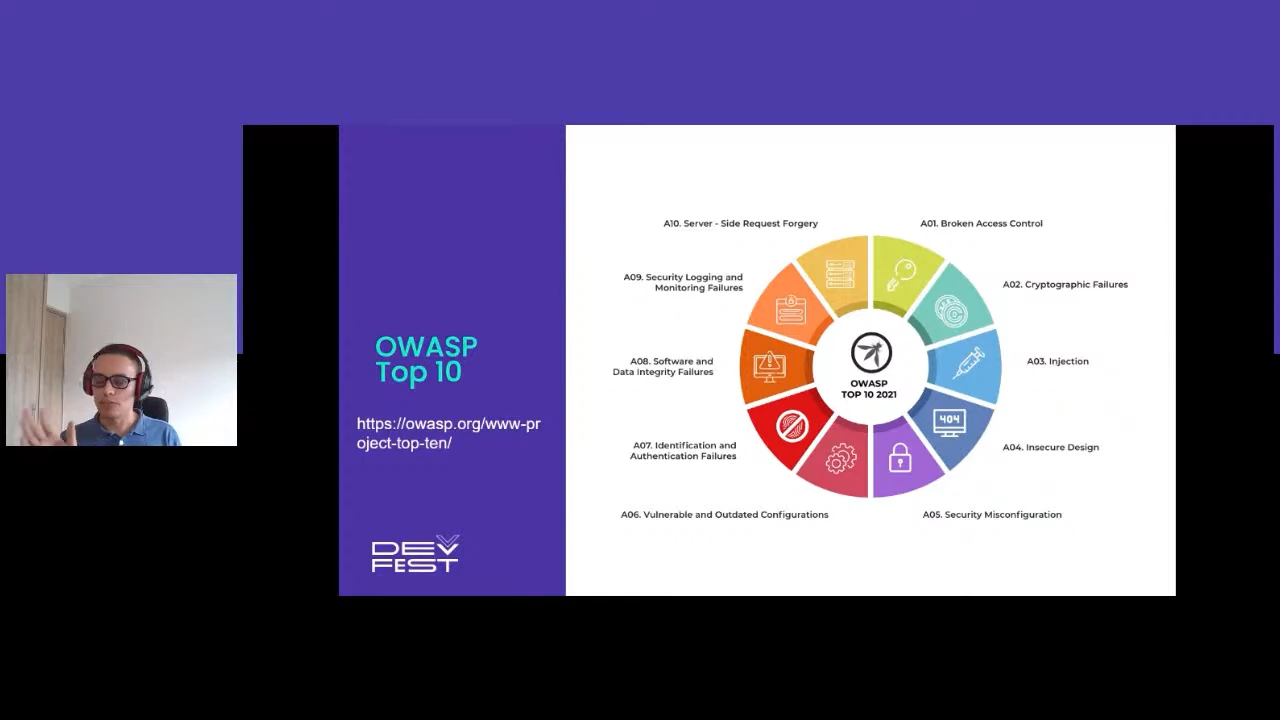 OWASP
Top 10
https://owasp.org/www-pr
oject-top-ten/
DEV
FEST
A10. Server - Side Request Forgery
A01. Broken Access Control
A09. Security Logging and
Monitoring Failures
A02. Cryptographic Failures
A08. Software and
Data Integrity Failures
A03. Injection
A07. Identification and
Authentication Failures
A04. Insecure Design
A06. Vulnerable and Outdated Configurations
A05. Security Misconfiguration
404
OWASP
TOP 10 2021